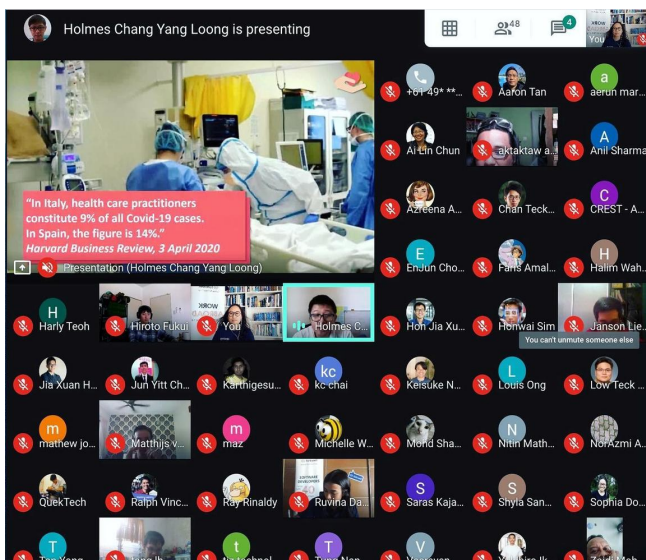 Holmes Chang Yang Loong is presenting
48
4
You
"In Italy, health care practitioners
constitute 9% of all Covid-19 cases.
In Spain, the figure is 14%."
Harvard Business Review, 3 April 2020
Presentation (Holmes Chang Yang Loong)
+61 49* **...
Aaron Tan
a
aerun mar...
Ai Lin Chun
aktaktaw a...
A
Anil Sharma
Azreena A...
Chan Teck...
C
CREST - A...
E
EnJun Cho...
Faris Amal...
H
Halim Wah...
H
Harly Teoh
Hiroto Fukui
You
Holmes C...
Hon Jia Xu...
Honwai Sim
Janson Lie...
You can't unmute someone else
Jia Xuan H...
Jun Yitt Ch...
Karthigesu...
kc
kc chai
Keisuke N...
L
Louis Ong
Low Teck ...
m
mathew jo...
Matthijs v...
m
maz
Michelle W...
Mohd Sha...
N
Nitin Math...
NorAzmi A...
QuekTech
Ralph Vinc...
Ray Rinaldy
Ruvina Da...
S
Saras Kaja...
S
Shyla San...
Sophia Do...
T
t
T
V